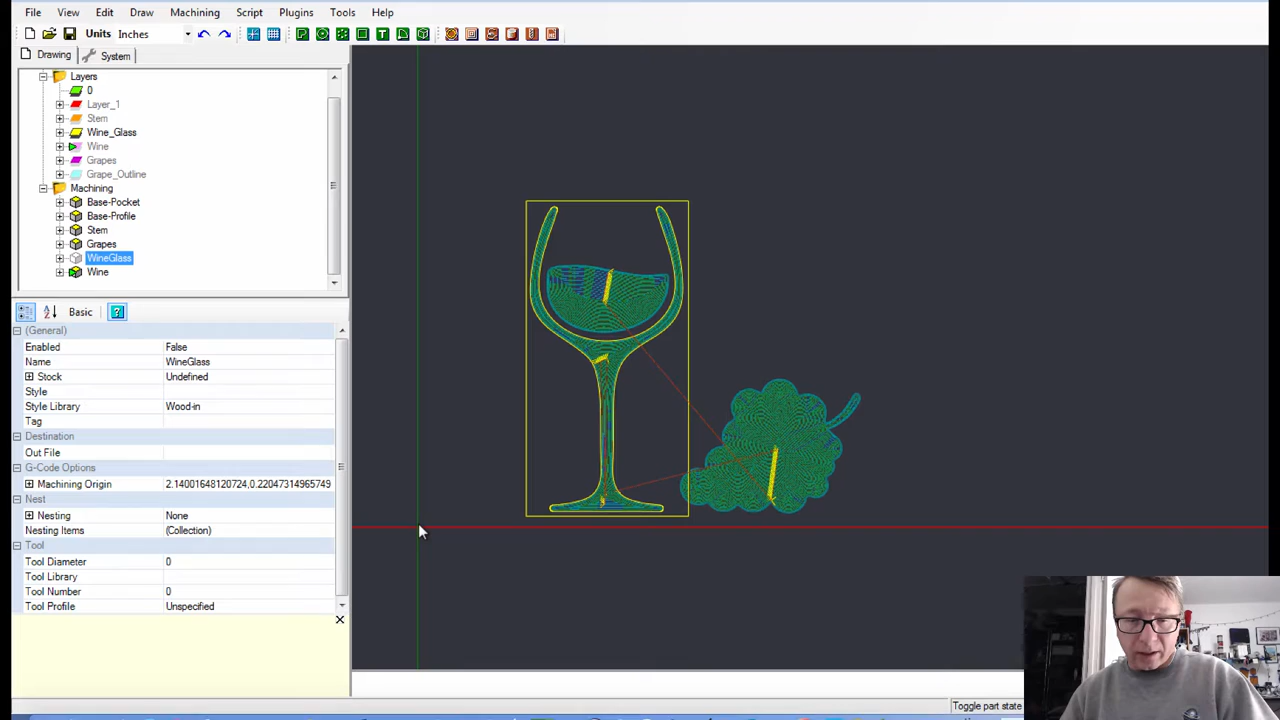 File View Edit Draw Machining Script Plugins Tools Help
Units Inches
Drawing System
Layers
0
Layer_1
Stem
Wine_Glass
Wine
Grapes
Grape_Outline
Machining
Base-Pocket
Base-Profile
Stem
Grapes
WineGlass
Wine
Basic
(General)
Enabled False
Name WineGlass
Stock Undefined
Style
Style Library Wood-in
Tag
Destination
Out File
G-Code Options
Machining Origin 2.14001648120724,0.22047314965749
Nest
Nesting None
Nesting Items (Collection)
Tool
Tool Diameter 0
Tool Library
Tool Number 0
Tool Profile Unspecified
Toggle part state